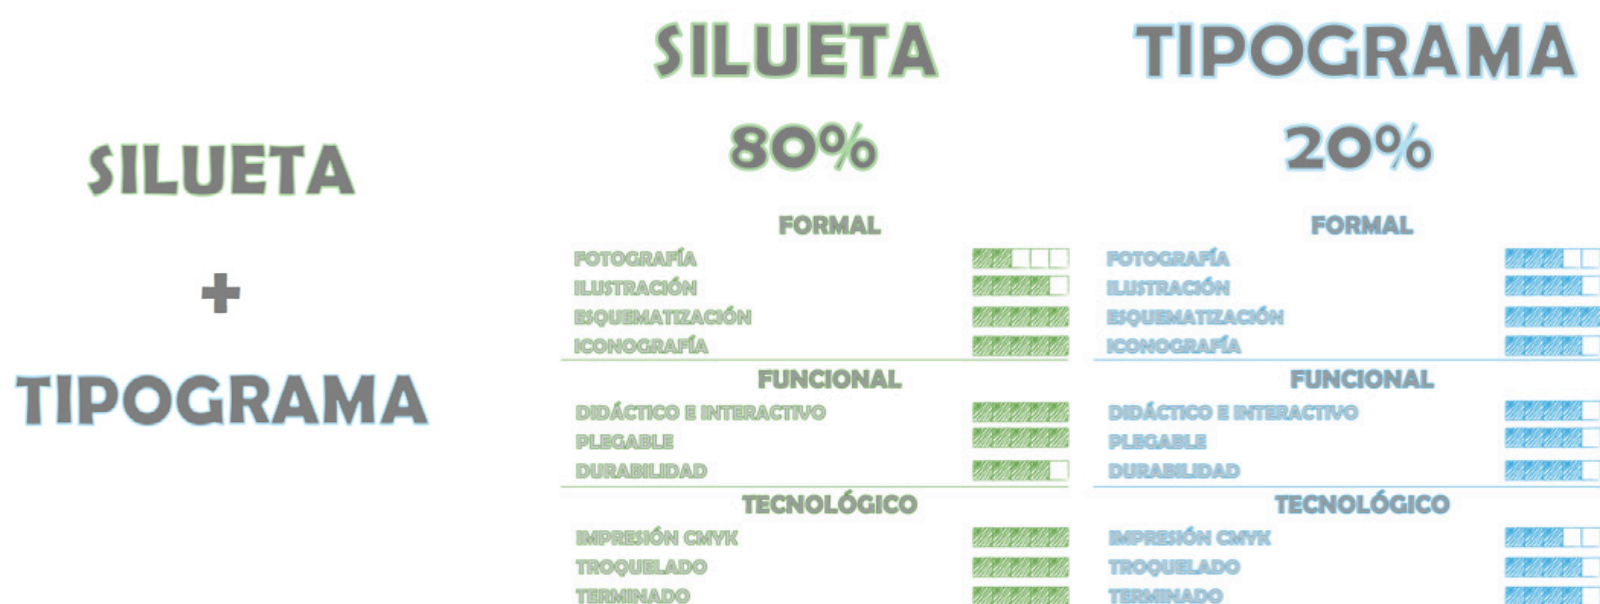 SILUETA
+
TIPOGRAMA
SILUETA
80%
FORMAL
FOTOGRAFÍA
ILUSTRACIÓN
ESQUEMATIZACIÓN
ICONOGRAFÍA
FUNCIONAL
DIDÁCTICO E INTERACTIVO
PLEGABLE
DURABILIDAD
TECNOLÓGICO
IMPRESIÓN CMYK
TROQUELADO
TERMINADO
TIPOGRAMA
20%
FORMAL
FOTOGRAFÍA
ILUSTRACIÓN
ESQUEMATIZACIÓN
ICONOGRAFÍA
FUNCIONAL
DIDÁCTICO E INTERACTIVO
PLEGABLE
DURABILIDAD
TECNOLÓGICO
IMPRESIÓN CMYK
TROQUELADO
TERMINADO